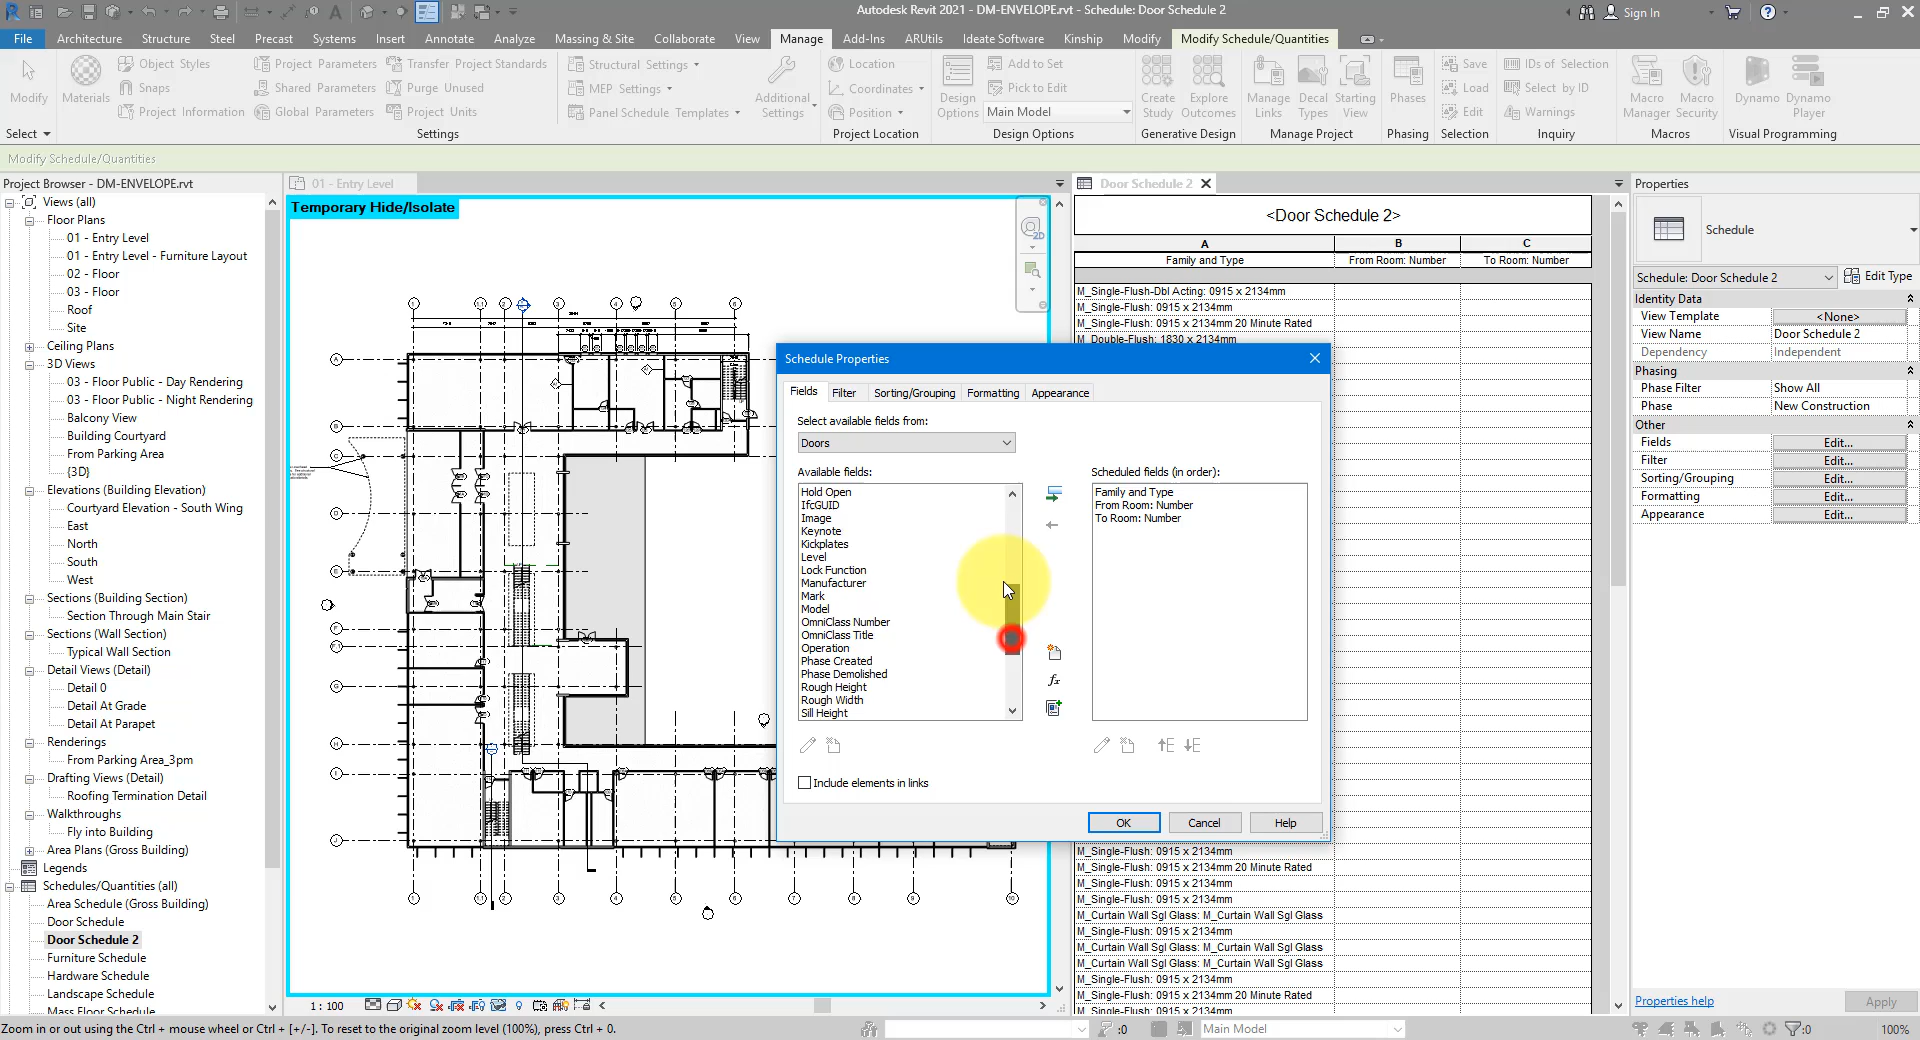 Autodesk Revit 2021 - DM-ENVELOPE.rvt - Schedule: Door Schedule 2
Sign In
File Architecture Structure Steel Precast Systems Insert Annotate Analyze Massing & Site Collaborate View Manage Add-Ins ARUtils Ideate Software Kinship Modify Modify Schedule/Quantities
Object Styles Project Parameters Transfer Project Standards Structural Settings Location Add to Set Save IDs of Selection
Snaps Shared Parameters Purge Unused MEP Settings Coordinates Pick to Edit Load Select by ID
Modify Materials Additional Settings Design Options Create Study Explore Outcomes Manage Links Decal Types Starting View Phases Macro Manager Macro Security Dynamo Dynamo Player
Project Information Global Parameters Project Units Panel Schedule Templates Position Main Model Edit Warnings
Select Settings Project Location Design Options Generative Design Manage Project Phasing Selection Inquiry Macros Visual Programming
Modify Schedule/Quantities
Project Browser - DM-ENVELOPE.rvt
Views (all)
Floor Plans
01 - Entry Level
01 - Entry Level - Furniture Layout
02 - Floor
03 - Floor
Roof
Site
Ceiling Plans
3D Views
03 - Floor Public - Day Rendering
03 - Floor Public - Night Rendering
Balcony View
Building Courtyard
From Parking Area
{3D}
Elevations (Building Elevation)
Courtyard Elevation - South Wing
East
North
South
West
Sections (Building Section)
Section Through Main Stair
Sections (Wall Section)
Typical Wall Section
Detail Views (Detail)
Detail 0
Detail At Grade
Detail At Parapet
Renderings
From Parking Area_3pm
Drafting Views (Detail)
Roofing Termination Detail
Walkthroughs
Fly into Building
Area Plans (Gross Building)
Legends
Schedules/Quantities (all)
Area Schedule (Gross Building)
Door Schedule
Door Schedule 2
Furniture Schedule
Hardware Schedule
Landscape Schedule
Mass Floor Schedule
01 - Entry Level
Temporary Hide/Isolate
2D
1 : 100
Door Schedule 2
<Door Schedule 2>
A B C
Family and Type From Room: Number To Room: Number
M_Single-Flush-Dbl Acting: 0915 x 2134mm
M_Single-Flush: 0915 x 2134mm
M_Single-Flush: 0915 x 2134mm 20 Minute Rated
M_Double-Flush: 1830 x 2134mm
Schedule Properties
Fields Filter Sorting/Grouping Formatting Appearance
Select available fields from:
Doors
Available fields:
Hold Open
IfcGUID
Image
Keynote
Kickplates
Level
Lock Function
Manufacturer
Mark
Model
OmniClass Number
OmniClass Title
Operation
Phase Created
Phase Demolished
Rough Height
Rough Width
Sill Height
Scheduled fields (in order):
Family and Type
From Room: Number
To Room: Number
fx
Include elements in links
OK Cancel Help
M_Single-Flush: 0915 x 2134mm
M_Single-Flush: 0915 x 2134mm 20 Minute Rated
M_Single-Flush: 0915 x 2134mm
M_Single-Flush: 0915 x 2134mm
M_Curtain Wall Sgl Glass: M_Curtain Wall Sgl Glass
M_Single-Flush: 0915 x 2134mm
M_Curtain Wall Sgl Glass: M_Curtain Wall Sgl Glass
M_Curtain Wall Sgl Glass: M_Curtain Wall Sgl Glass
M_Single-Flush: 0915 x 2134mm
M_Single-Flush: 0915 x 2134mm 20 Minute Rated
M_Single-Flush: 0915 x 2134mm
Properties
Schedule
Schedule: Door Schedule 2 Edit Type
Identity Data
View Template <None>
View Name Door Schedule 2
Dependency Independent
Phasing
Phase Filter Show All
Phase New Construction
Other
Fields Edit...
Filter Edit...
Sorting/Grouping Edit...
Formatting Edit...
Appearance Edit...
Properties help Apply
Zoom in or out using the Ctrl + mouse wheel or Ctrl + [+/-]. To reset to the original zoom level (100%), press Ctrl + 0.
:0 Main Model :0 100%